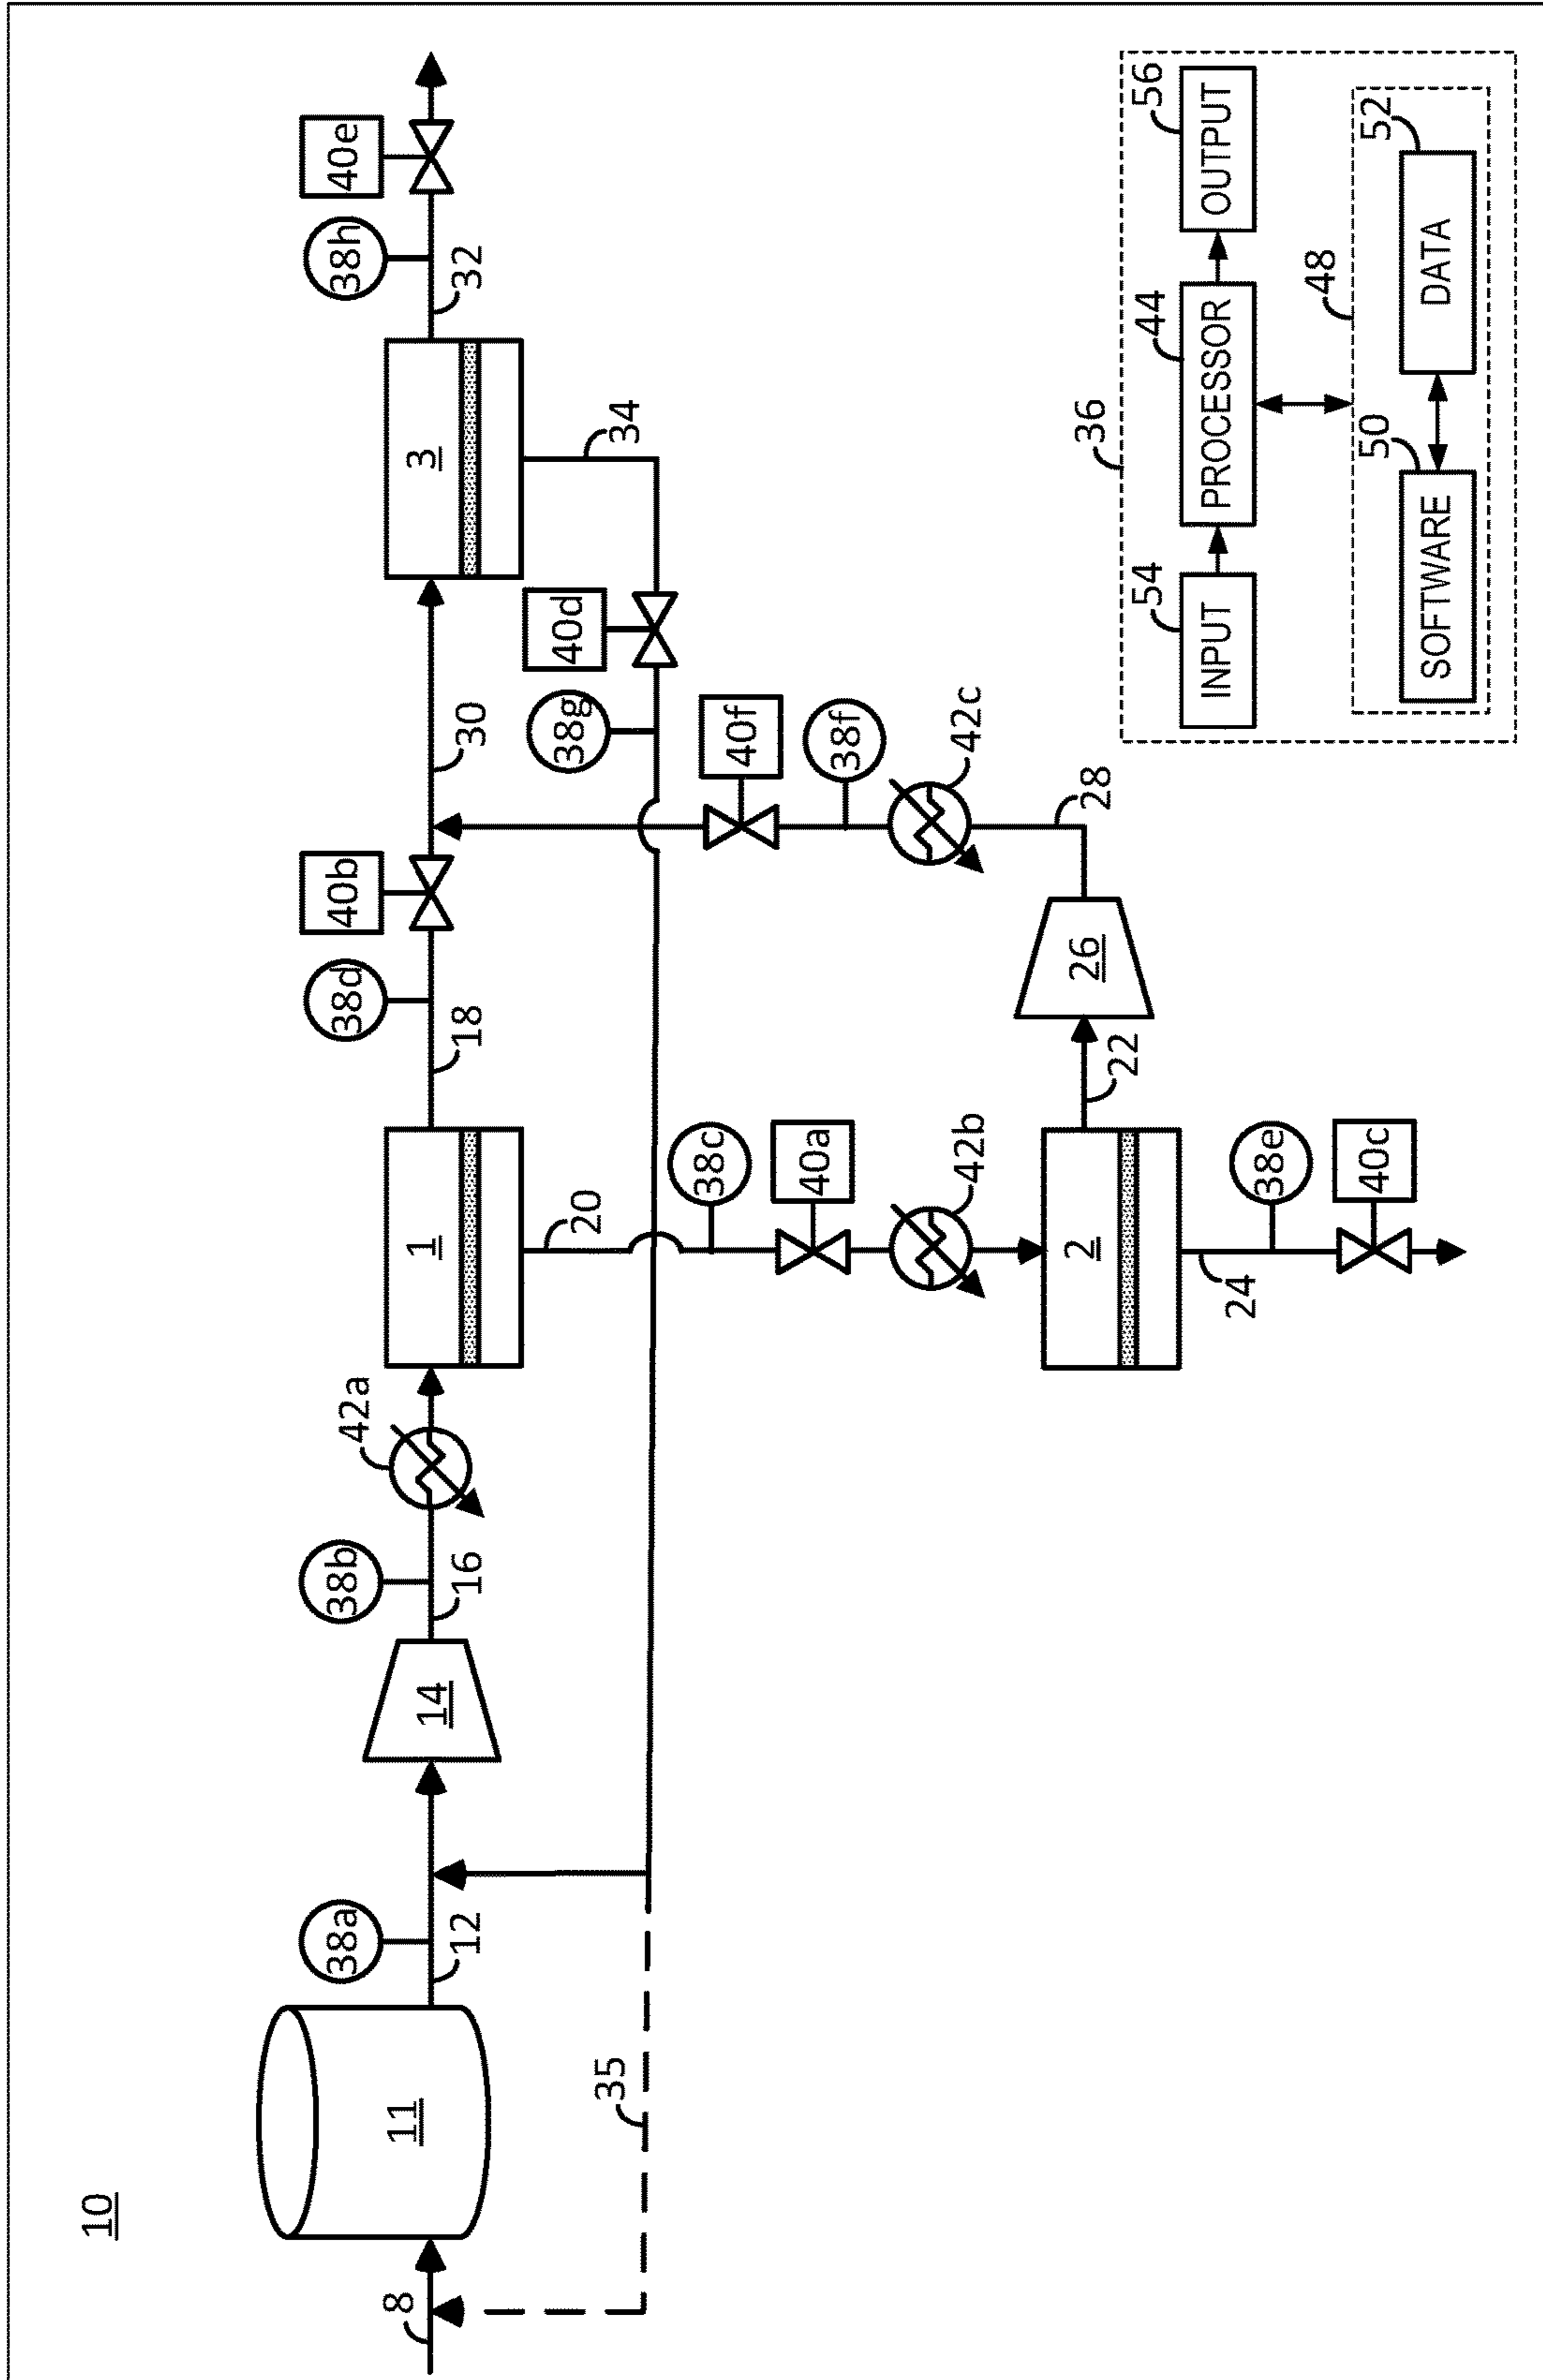 10
8
11
35
38a
12
14
38b
16
42a
1
20
38d
18
40b
30
3
34
38h
32
40e
40d
38g
40f
38f
42c
28
26
22
38c
40a
42b
2
38e
24
40c
36
54
INPUT
44
PROCESSOR
56
OUTPUT
48
50
SOFTWARE
52
DATA